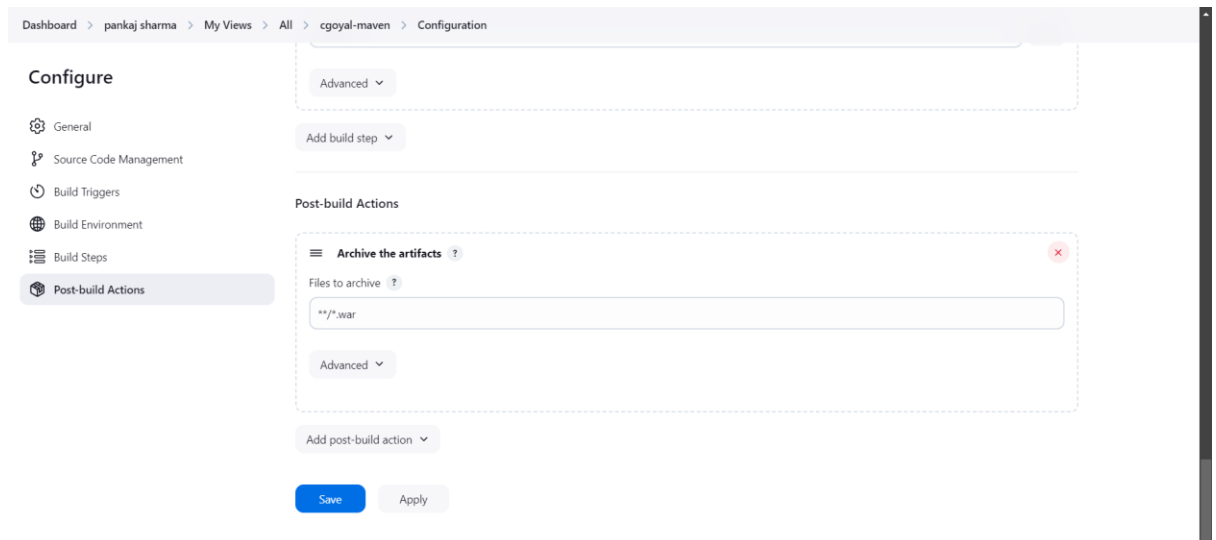 Dashboard > pankaj sharma > My Views > All > cgoyal-maven > Configuration
Configure
General
Source Code Management
Build Triggers
Build Environment
Build Steps
Post-build Actions
Advanced
Add build step
Post-build Actions
Archive the artifacts ?
Files to archive ?
**/*.war
Advanced
Add post-build action
Save
Apply